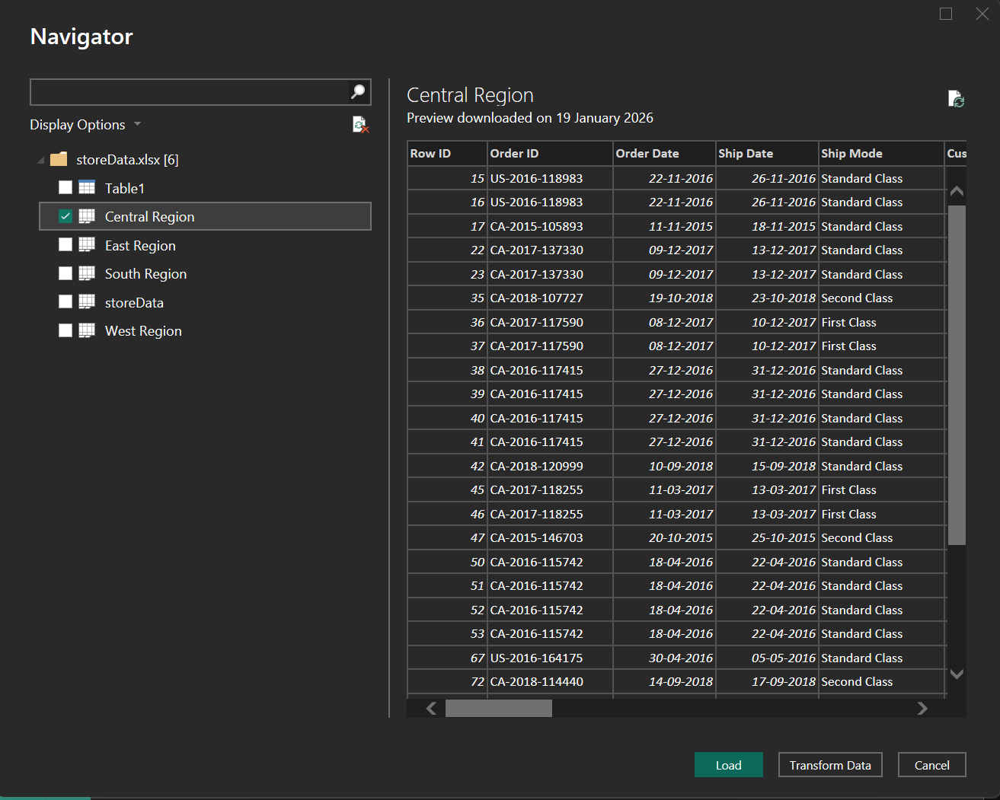 Navigator
Display Options
storeData.xlsx [6]
Table1
Central Region
East Region
South Region
storeData
West Region
Central Region
Preview downloaded on 19 January 2026
Row ID Order ID Order Date Ship Date Ship Mode Cus
15 US-2016-118983 22-11-2016 26-11-2016 Standard Class
16 US-2016-118983 22-11-2016 26-11-2016 Standard Class
17 CA-2015-105893 11-11-2015 18-11-2015 Standard Class
22 CA-2017-137330 09-12-2017 13-12-2017 Standard Class
23 CA-2017-137330 09-12-2017 13-12-2017 Standard Class
35 CA-2018-107727 19-10-2018 23-10-2018 Second Class
36 CA-2017-117590 08-12-2017 10-12-2017 First Class
37 CA-2017-117590 08-12-2017 10-12-2017 First Class
38 CA-2016-117415 27-12-2016 31-12-2016 Standard Class
39 CA-2016-117415 27-12-2016 31-12-2016 Standard Class
40 CA-2016-117415 27-12-2016 31-12-2016 Standard Class
41 CA-2016-117415 27-12-2016 31-12-2016 Standard Class
42 CA-2018-120999 10-09-2018 15-09-2018 Standard Class
45 CA-2017-118255 11-03-2017 13-03-2017 First Class
46 CA-2017-118255 11-03-2017 13-03-2017 First Class
47 CA-2015-146703 20-10-2015 25-10-2015 Second Class
50 CA-2016-115742 18-04-2016 22-04-2016 Standard Class
51 CA-2016-115742 18-04-2016 22-04-2016 Standard Class
52 CA-2016-115742 18-04-2016 22-04-2016 Standard Class
53 CA-2016-115742 18-04-2016 22-04-2016 Standard Class
67 US-2016-164175 30-04-2016 05-05-2016 Standard Class
72 CA-2018-114440 14-09-2018 17-09-2018 Second Class
Load Transform Data Cancel